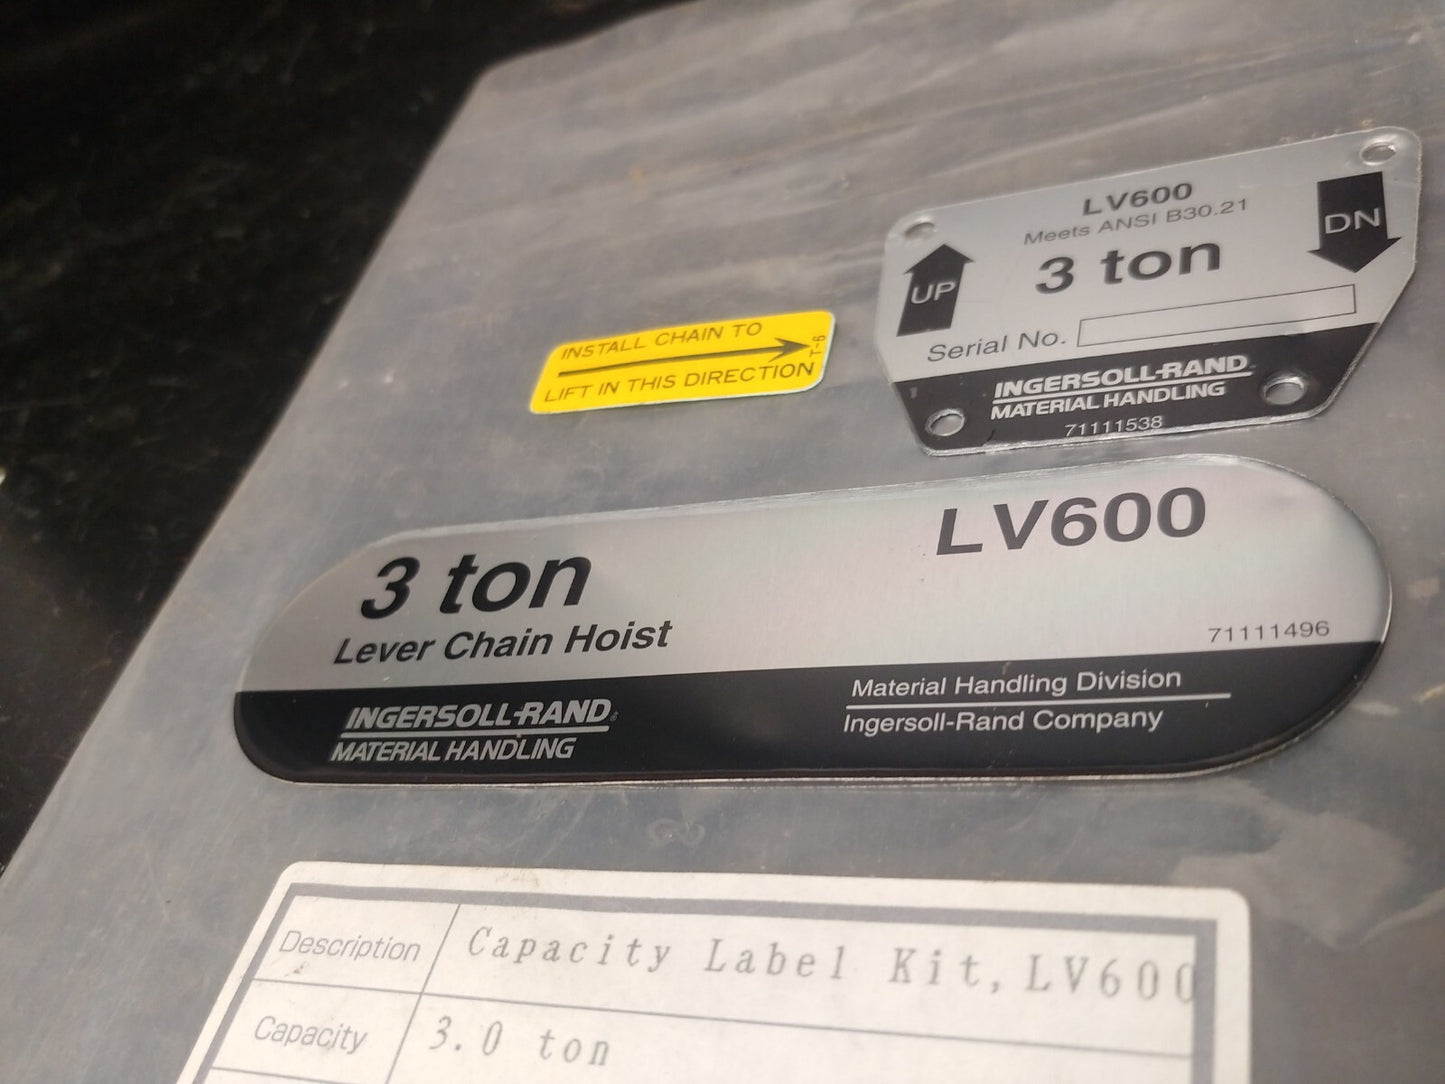 LV600
Meets ANSI B30.21
3 ton
UP
DN
Serial No.
INGERSOLL-RAND
MATERIAL HANDLING
71111538
INSTALL CHAIN TO
LIFT IN THIS DIRECTION
T-6
3 ton
LV600
Lever Chain Hoist
71111496
INGERSOLL-RAND®
MATERIAL HANDLING
Material Handling Division
Ingersoll-Rand Company
Description Capacity Label Kit, LV600
Capacity 3.0 ton